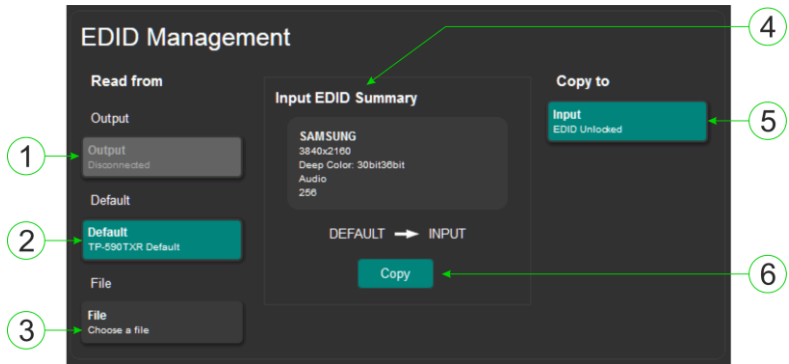 EDID Management
Read from
Output
Output
Disconnected
Default
Default
TP-590TXR Default
File
File
Choose a file
Input EDID Summary
SAMSUNG
3840x2160
Deep Color: 30bit36bit
Audio
256
DEFAULT → INPUT
Copy
Copy to
Input
EDID Unlocked
1
2
3
4
5
6